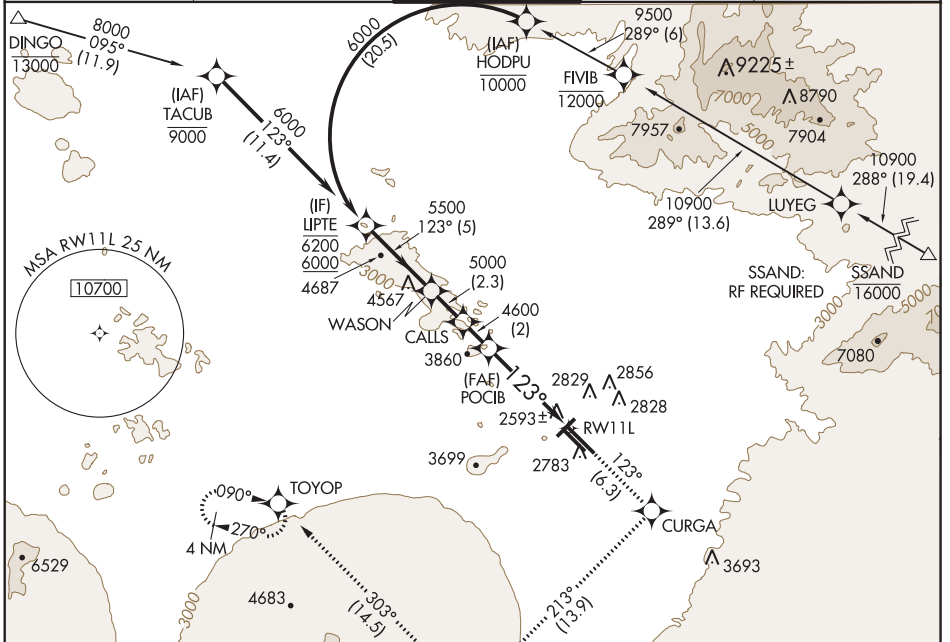 DINGO
13000
8000
095°
(11.9)
(IAF)
TACUB
9000
6000
123°
(11.4)
6000
(20.5)
(IAF)
HODPU
10000
9500
289° (6)
FIVIB
12000
9225±
8790
7000
7904
7957
5000
10900
289° (13.6)
LUYEG
10900
288° (19.4)
SSAND:
RF REQUIRED
SSAND
16000
5000
3000
7080
MSA RW11L 25 NM
10700
(IF)
LIPTE
6200
6000
5500
123° (5)
4687
3000
4567
WASON
5000
(2.3)
CALLS
4600
(2)
3860
(FAF)
POCIB
123°
2829
2856
2828
2593±
RW11L
2783
3699
123°
(6.3)
CURGA
090°
TOYOP
270°
4 NM
6529
3000
4683
303°
(14.5)
213°
(13.9)
3693